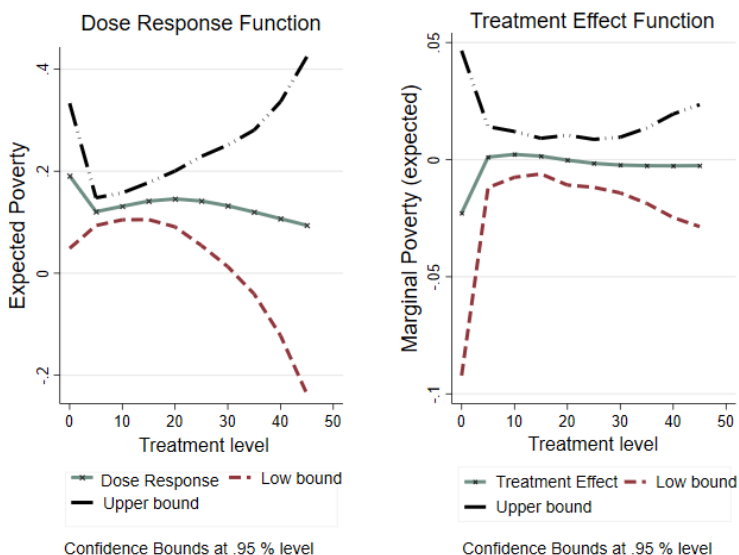 Dose Response Function
Expected Poverty
.4
.2
0
-.2
0 10 20 30 40 50
Treatment level
Dose Response Low bound
Upper bound
Confidence Bounds at .95 % level
Treatment Effect Function
Marginal Poverty (expected)
.05
0
-.05
-.1
0 10 20 30 40 50
Treatment level
Treatment Effect Low bound
Upper bound
Confidence Bounds at .95 % level